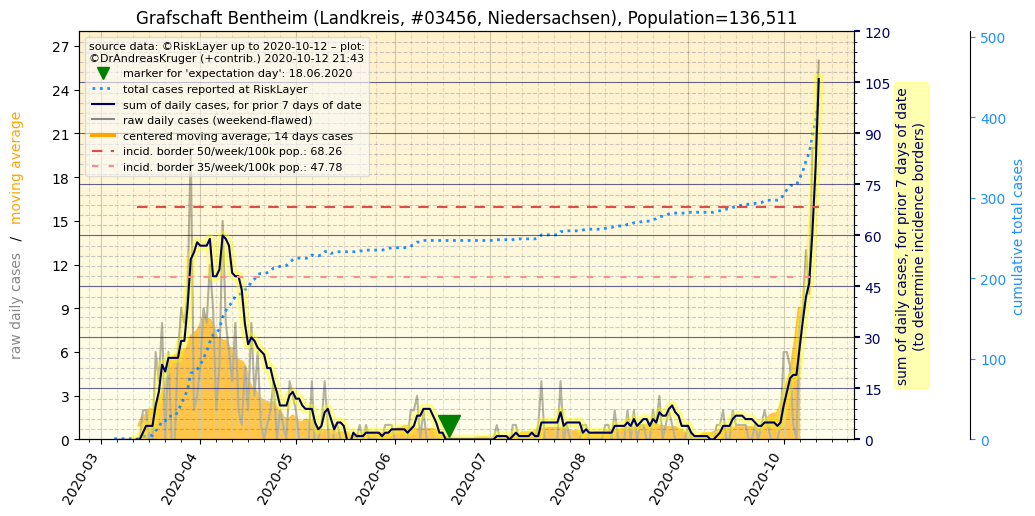 Grafschaft Bentheim (Landkreis, #03456, Niedersachsen), Population=136,511
source data: ©RiskLayer up to 2020-10-12 – plot:
©DrAndreasKruger (+contrib.) 2020-10-12 21:43
marker for 'expectation day': 18.06.2020
total cases reported at RiskLayer
sum of daily cases, for prior 7 days of date
raw daily cases (weekend-flawed)
centered moving average, 14 days cases
incid. border 50/week/100k pop.: 68.26
incid. border 35/week/100k pop.: 47.78
raw daily cases / moving average
27
24
21
18
15
12
9
6
3
0
2020-03
2020-04
2020-05
2020-06
2020-07
2020-08
2020-09
2020-10
120
105
90
75
60
45
30
15
0
sum of daily cases, for prior 7 days of date
(to determine incidence borders)
500
400
300
200
100
0
cumulative total cases